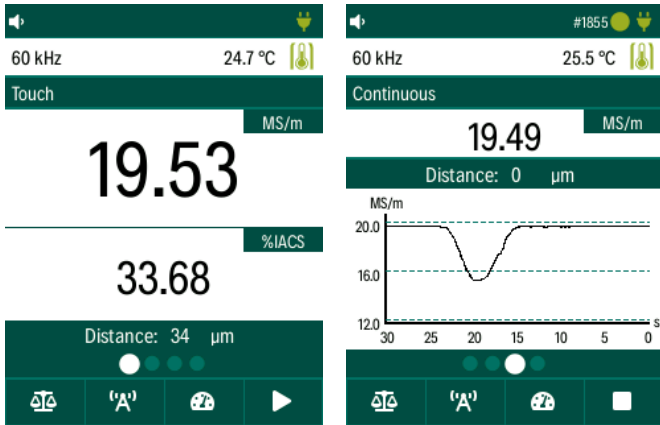 60 kHz 24.7 °C
Touch
MS/m
19.53
%IACS
33.68
Distance: 34 µm
#1855
60 kHz 25.5 °C
Continuous
MS/m
19.49
Distance: 0 µm
MS/m
20.0
16.0
12.0
30 25 20 15 10 5 0 s
A
A